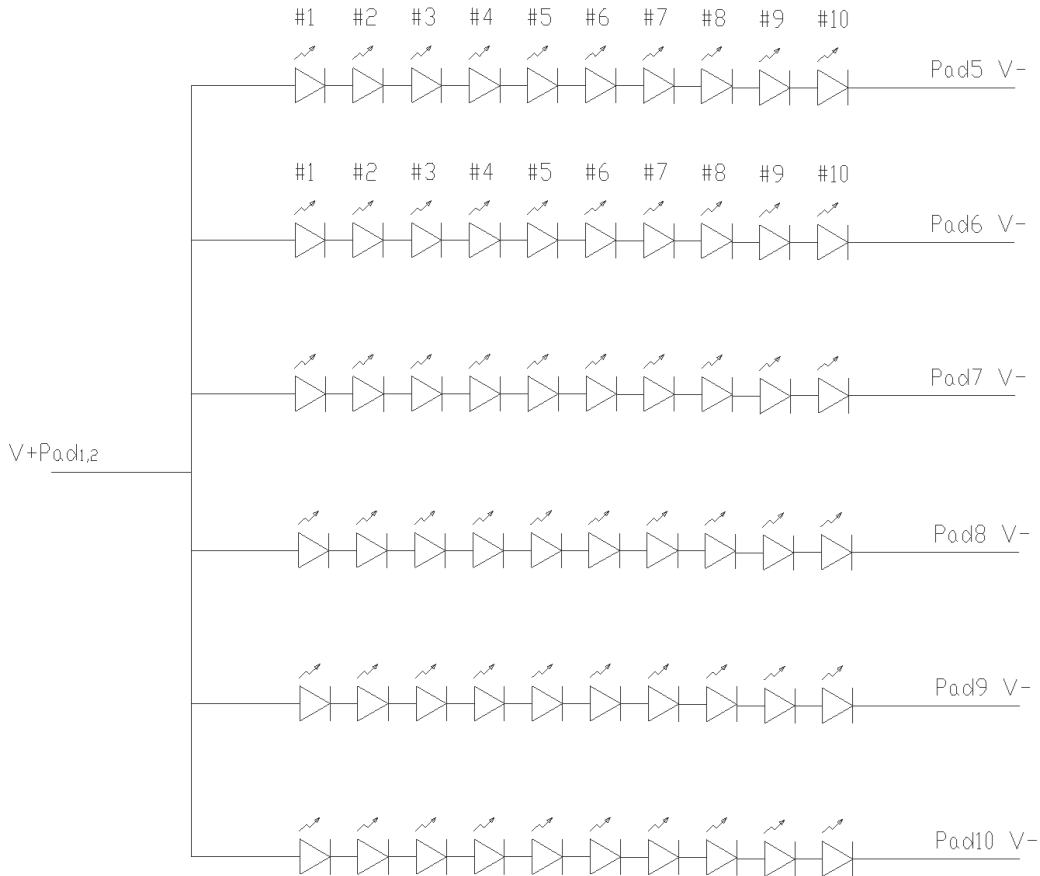 #1 #2 #3 #4 #5 #6 #7 #8 #9 #10
Pad5 V-
#1 #2 #3 #4 #5 #6 #7 #8 #9 #10
Pad6 V-
Pad7 V-
V+Pad1,2
Pad8 V-
Pad9 V-
Pad10 V-